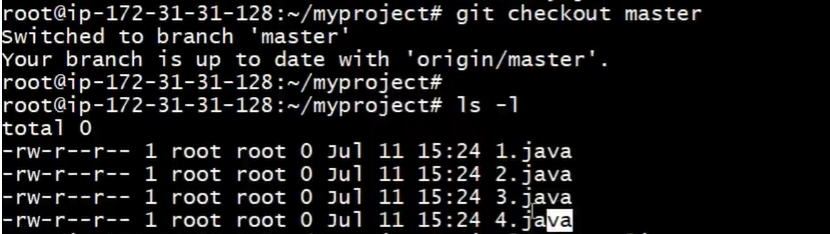 root@ip-172-31-31-128:~/myproject# git checkout master
Switched to branch 'master'
Your branch is up to date with 'origin/master'.
root@ip-172-31-31-128:~/myproject#
root@ip-172-31-31-128:~/myproject# ls -l
total 0
-rw-r--r-- 1 root root 0 Jul 11 15:24 1.java
-rw-r--r-- 1 root root 0 Jul 11 15:24 2.java
-rw-r--r-- 1 root root 0 Jul 11 15:24 3.java
-rw-r--r-- 1 root root 0 Jul 11 15:24 4.java